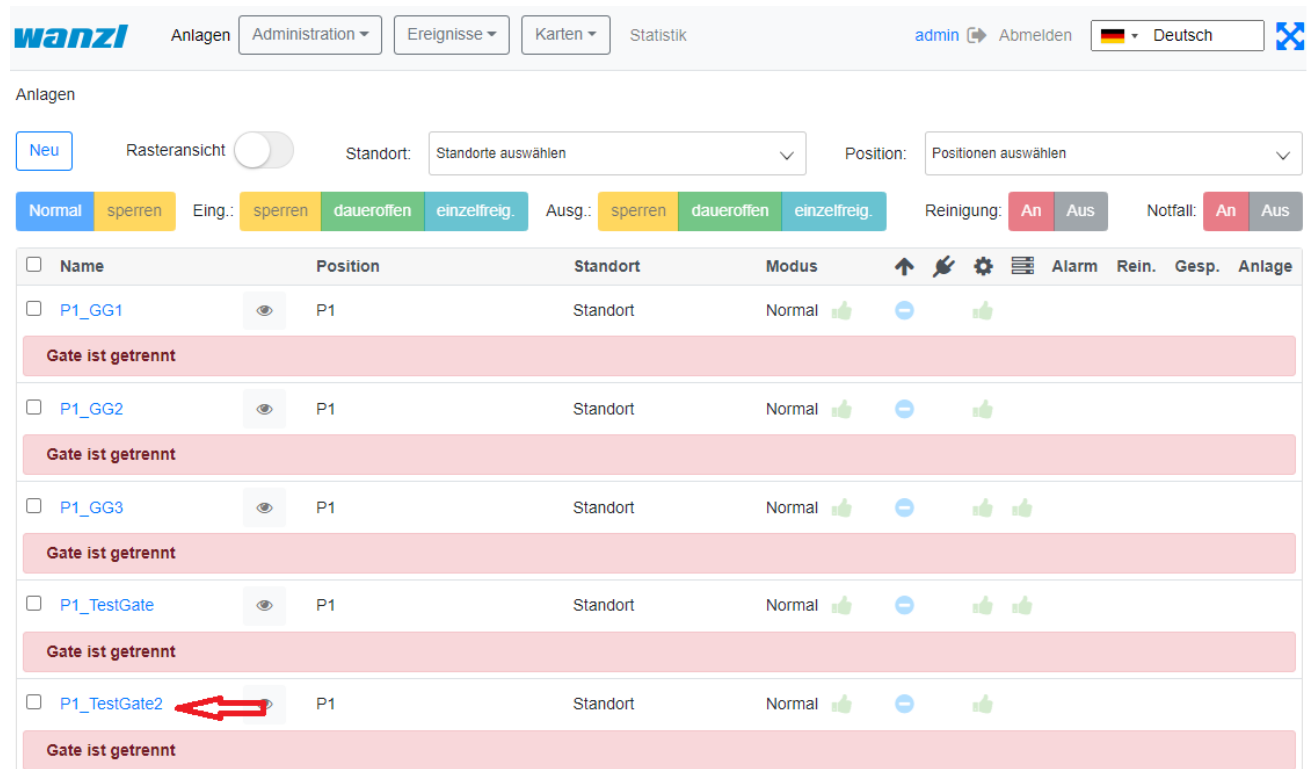 wanzl Anlagen Administration Ereignisse Karten Statistik admin Abmelden Deutsch
Anlagen
Neu Rasteransicht Standort: Standorte auswählen Position: Positionen auswählen
Normal sperren Eing.: sperren daueroffen einzelfreig. Ausg.: sperren daueroffen einzelfreig. Reinigung: An Aus Notfall: An Aus
Name Position Standort Modus Alarm Rein. Gesp. Anlage
P1_GG1 P1 Standort Normal
Gate ist getrennt
P1_GG2 P1 Standort Normal
Gate ist getrennt
P1_GG3 P1 Standort Normal
Gate ist getrennt
P1_TestGate P1 Standort Normal
Gate ist getrennt
P1_TestGate2 P1 Standort Normal
Gate ist getrennt